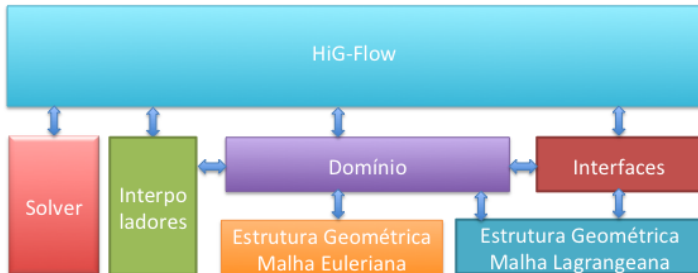 HiG-Flow
Solver
Interpo
ladores
Domínio
Interfaces
Estrutura Geométrica
Malha Euleriana
Estrutura Geométrica
Malha Lagrangeana